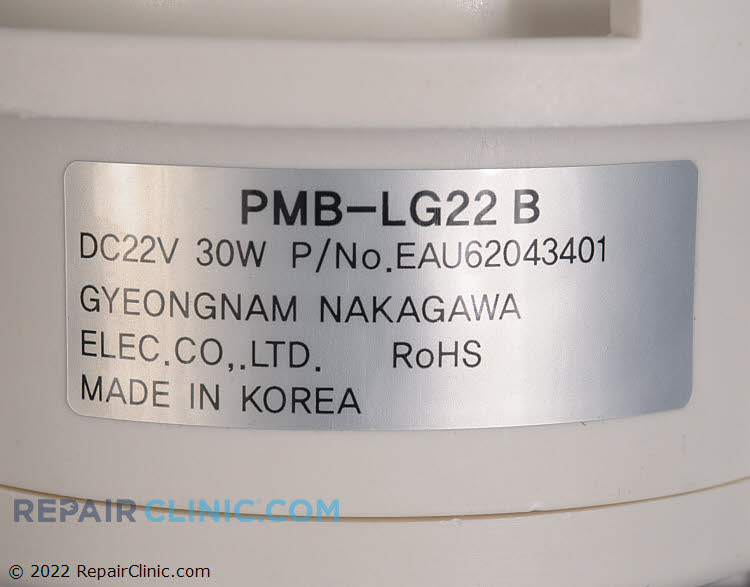 PMB-LG22 B
DC22V 30W P/No.EAU62043401
GYEONGNAM NAKAGAWA
ELEC.CO,.LTD. RoHS
MADE IN KOREA
REPAIRCLINIC.COM
© 2022 RepairClinic.com